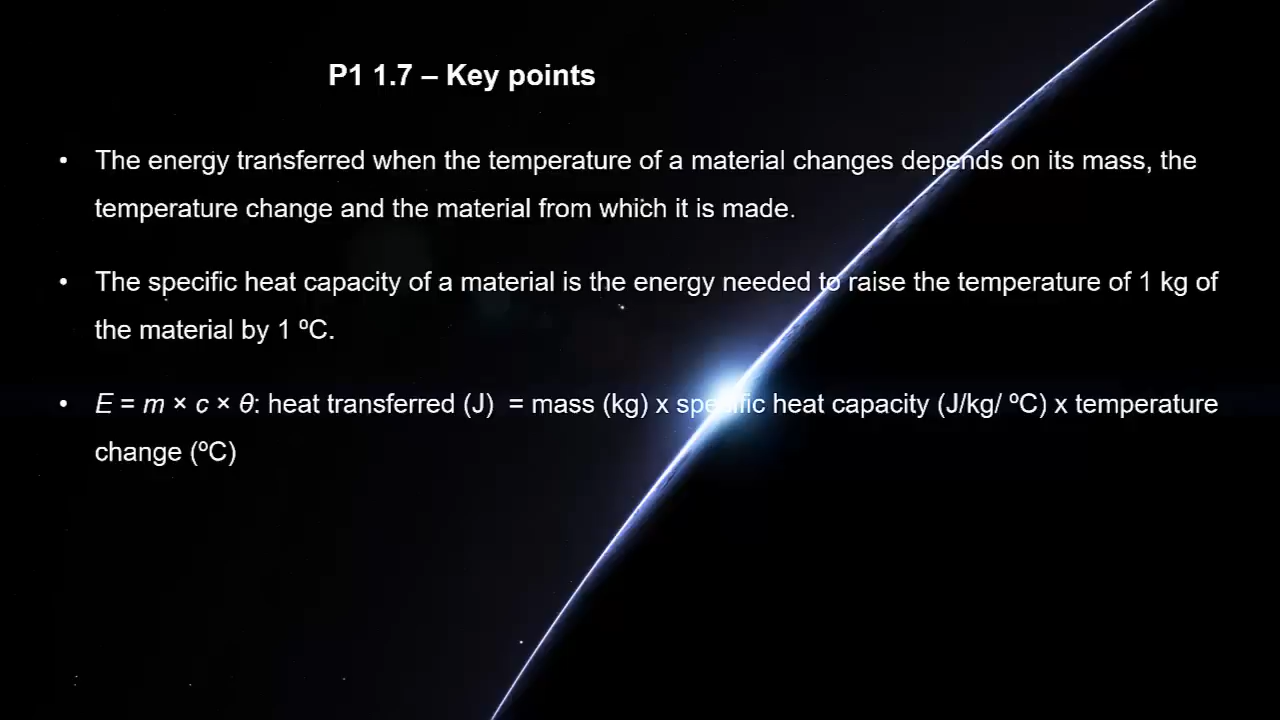 P1 1.7 – Key points
• The energy transferred when the temperature of a material changes depends on its mass, the
temperature change and the material from which it is made.
• The specific heat capacity of a material is the energy needed to raise the temperature of 1 kg of
the material by 1 ºC.
• E = m × c × θ: heat transferred (J)  = mass (kg) x specific heat capacity (J/kg/ ºC) x temperature
change (ºC)